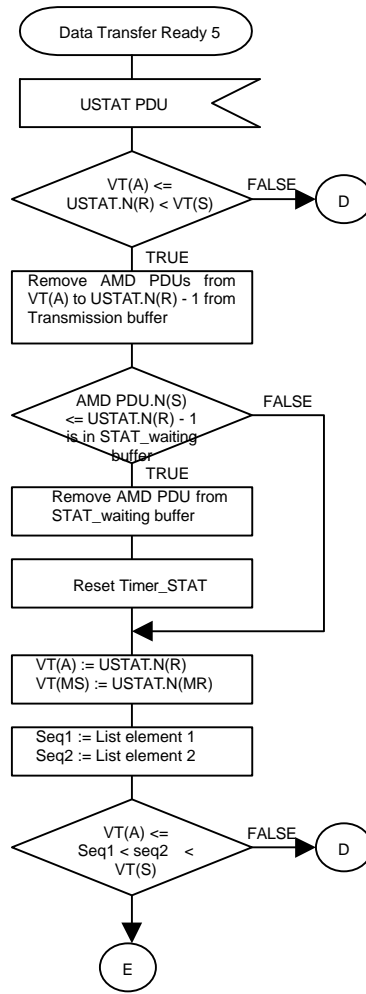 Data Transfer Ready 5
USTAT PDU
VT(A) <=
USTAT.N(R) < VT(S)
FALSE
D
TRUE
Remove AMD PDUs from
VT(A) to USTAT.N(R) - 1 from
Transmission buffer
AMD PDU.N(S)
<= USTAT.N(R) - 1
is in STAT_waiting
buffer
FALSE
TRUE
Remove AMD PDU from
STAT_waiting buffer
Reset Timer_STAT
VT(A) := USTAT.N(R)
VT(MS) := USTAT.N(MR)
Seq1 := List element 1
Seq2 := List element 2
VT(A) <=
Seq1 < seq2 <
VT(S)
FALSE
D
E